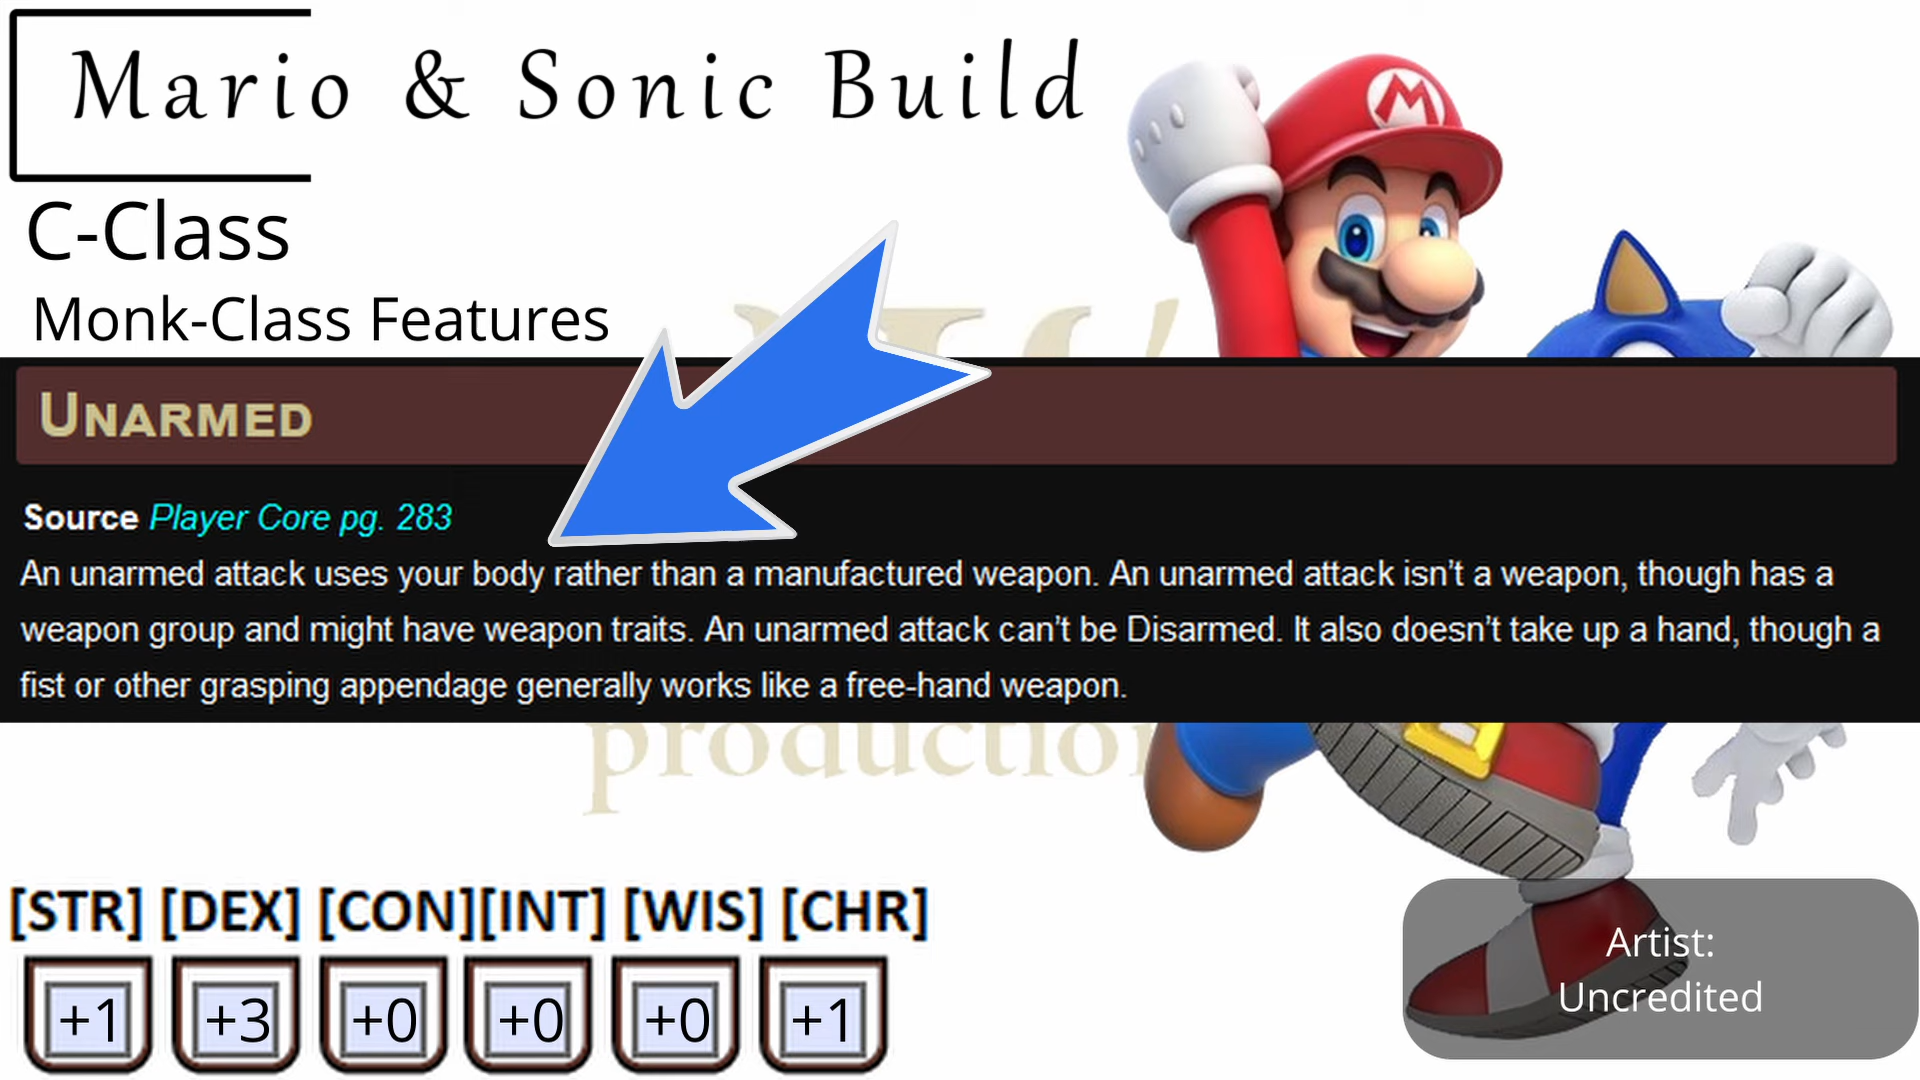 Mario & Sonic Build
C-Class
Monk-Class Features
UNARMED
Source Player Core pg. 283
An unarmed attack uses your body rather than a manufactured weapon. An unarmed attack isn't a weapon, though has a
weapon group and might have weapon traits. An unarmed attack can't be Disarmed. It also doesn't take up a hand, though a
fist or other grasping appendage generally works like a free-hand weapon.
[STR] [DEX] [CON][INT] [WIS] [CHR]
+1 +3 +0 +0 +0 +1
Artist:
Uncredited
M